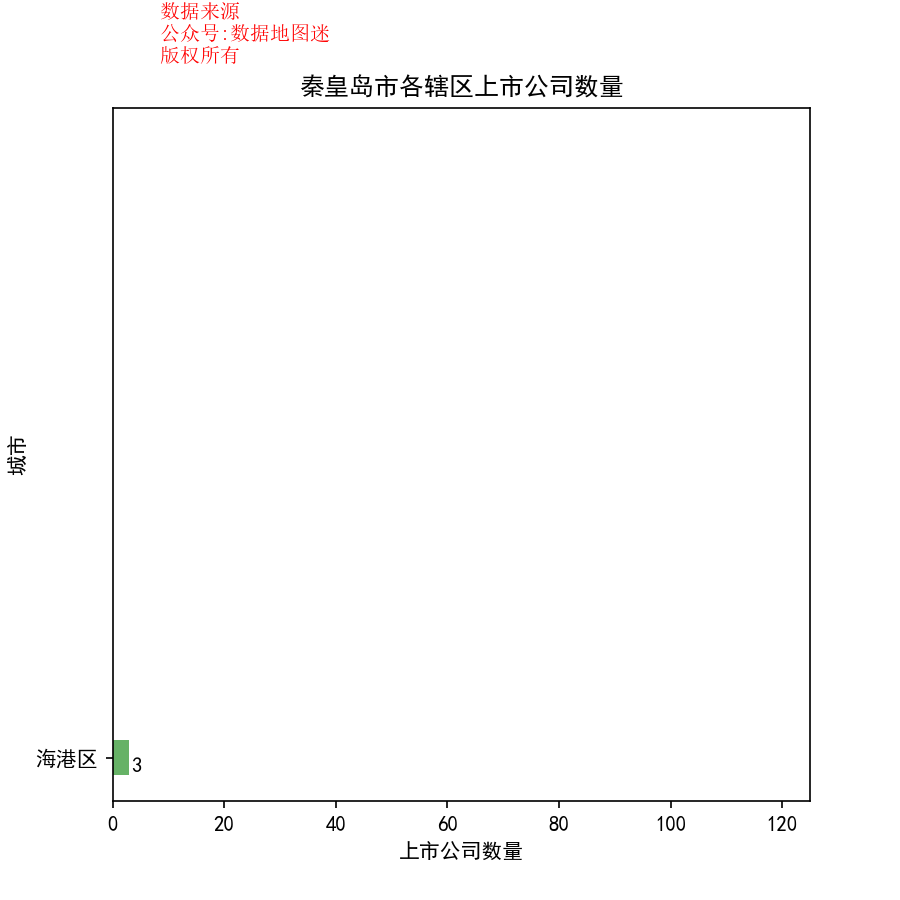 数据来源
公众号:数据地图迷
版权所有
秦皇岛市各辖区上市公司数量
城市
海港区
3
0 20 40 60 80 100 120
上市公司数量